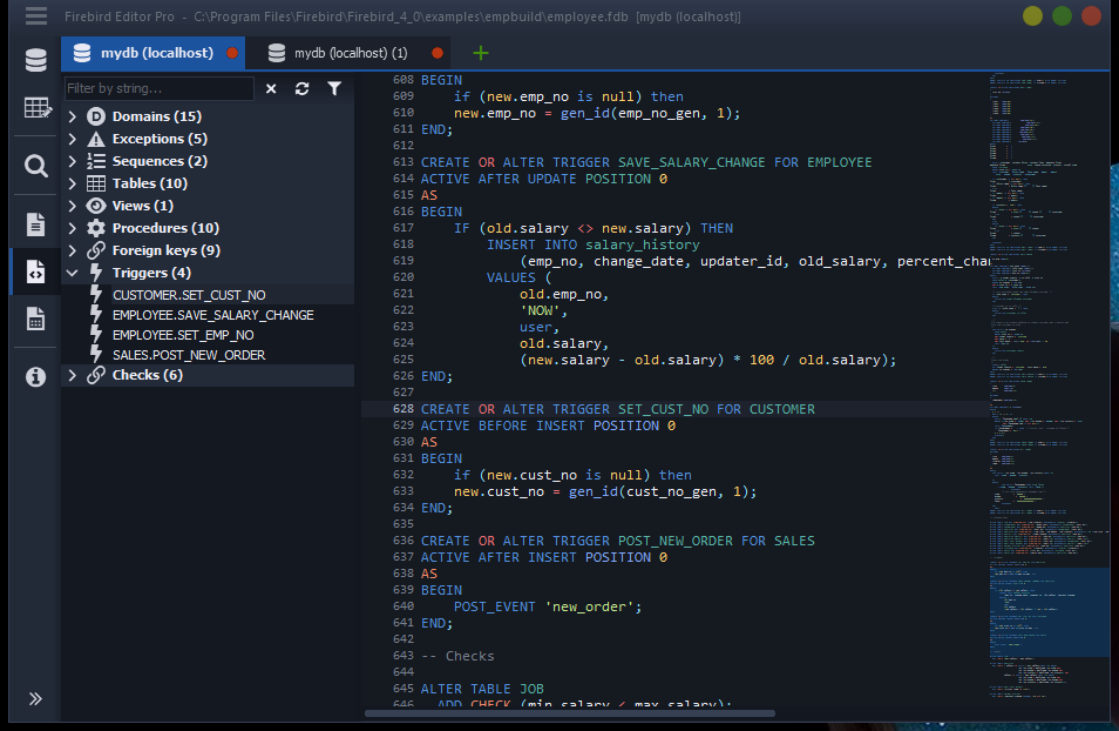 Firebird Editor Pro - C:\Program Files\Firebird\Firebird_4_0\examples\empbuild\employee.fdb [mydb (localhost)]
mydb (localhost)
mydb (localhost) (1)
Filter by string...
Domains (15)
Exceptions (5)
Sequences (2)
Tables (10)
Views (1)
Procedures (10)
Foreign keys (9)
Triggers (4)
CUSTOMER.SET_CUST_NO
EMPLOYEE.SAVE_SALARY_CHANGE
EMPLOYEE.SET_EMP_NO
SALES.POST_NEW_ORDER
Checks (6)
608 BEGIN
609 if (new.emp_no is null) then
610 new.emp_no = gen_id(emp_no_gen, 1);
611 END;
612
613 CREATE OR ALTER TRIGGER SAVE_SALARY_CHANGE FOR EMPLOYEE
614 ACTIVE AFTER UPDATE POSITION 0
615 AS
616 BEGIN
617 IF (old.salary <> new.salary) THEN
618 INSERT INTO salary_history
619 (emp_no, change_date, updater_id, old_salary, percent_cha
620 VALUES (
621 old.emp_no,
622 'NOW',
623 user,
624 old.salary,
625 (new.salary - old.salary) * 100 / old.salary);
626 END;
627
628 CREATE OR ALTER TRIGGER SET_CUST_NO FOR CUSTOMER
629 ACTIVE BEFORE INSERT POSITION 0
630 AS
631 BEGIN
632 if (new.cust_no is null) then
633 new.cust_no = gen_id(cust_no_gen, 1);
634 END;
635
636 CREATE OR ALTER TRIGGER POST_NEW_ORDER FOR SALES
637 ACTIVE AFTER INSERT POSITION 0
638 AS
639 BEGIN
640 POST_EVENT 'new_order';
641 END;
642
643 -- Checks
644
645 ALTER TABLE JOB
646 ADD CHECK (min_salary < max_salary);